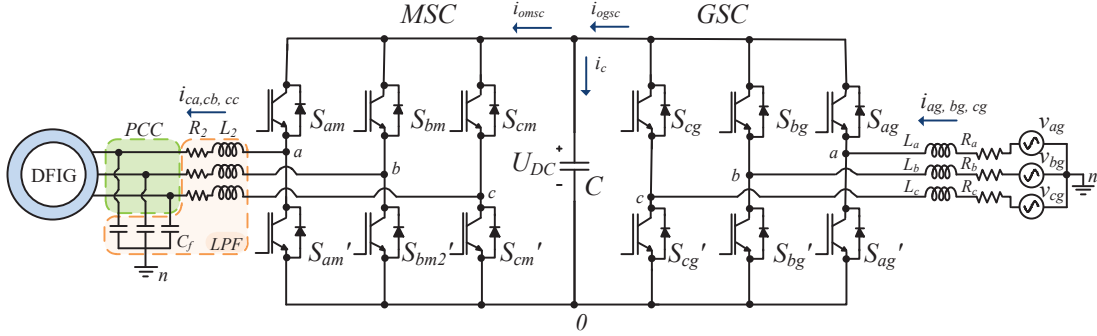 MSC
i_omsc
i_ogsc
GSC
i_c
i_ca,cb, cc
PCC
R_2
L_2
S_am
S_bm
S_cm
S_cg
S_bg
S_ag
i_ag, bg, cg
DFIG
a
b
c
+
U_DC
-
C
c
b
a
L_a
R_a
v_ag
L_b
R_b
v_bg
L_c
R_c
v_cg
n
C_f
LPF
n
S_am'
S_bm2'
S_cm'
S_cg'
S_bg'
S_ag'
0